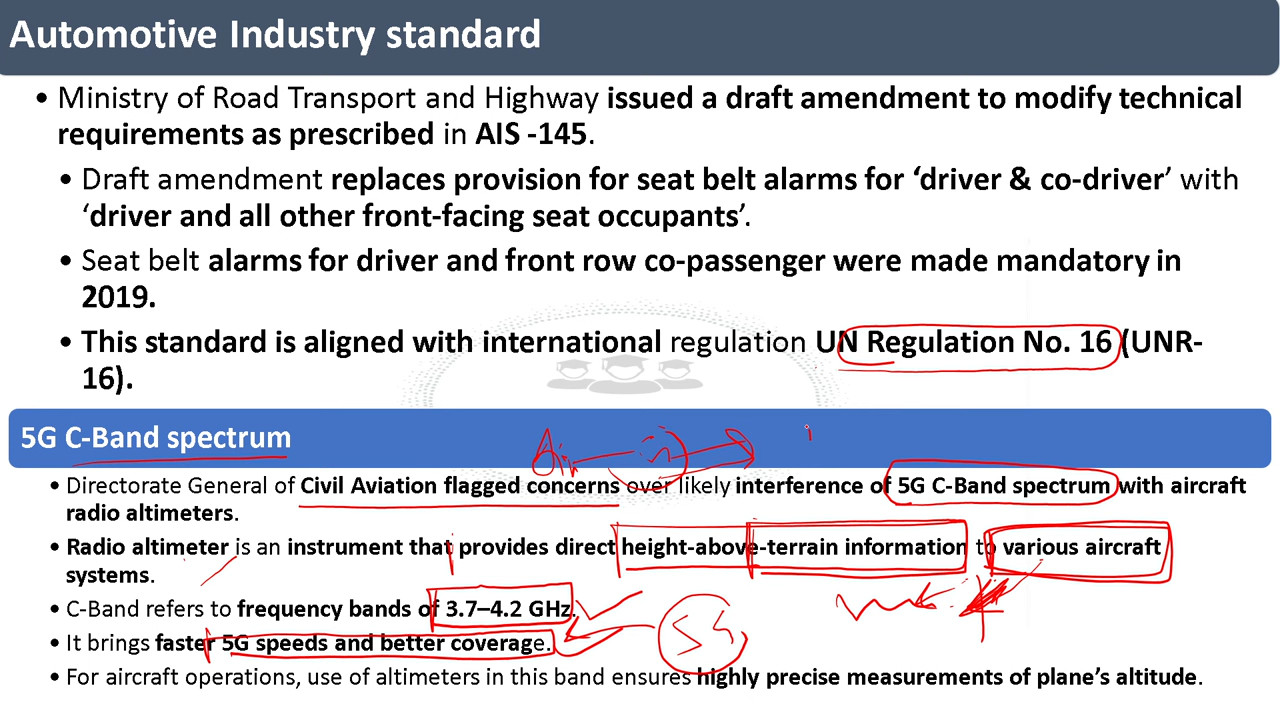 Automotive Industry standard
• Ministry of Road Transport and Highway issued a draft amendment to modify technical
requirements as prescribed in AIS -145.
• Draft amendment replaces provision for seat belt alarms for ‘driver & co-driver’ with
‘driver and all other front-facing seat occupants’.
• Seat belt alarms for driver and front row co-passenger were made mandatory in
2019.
• This standard is aligned with international regulation UN Regulation No. 16 (UNR-
16).
5G C-Band spectrum
• Directorate General of Civil Aviation flagged concerns over likely interference of 5G C-Band spectrum with aircraft
radio altimeters.
• Radio altimeter is an instrument that provides direct height-above-terrain information to various aircraft
systems.
• C-Band refers to frequency bands of 3.7–4.2 GHz.
• It brings faster 5G speeds and better coverage.
• For aircraft operations, use of altimeters in this band ensures highly precise measurements of plane’s altitude.